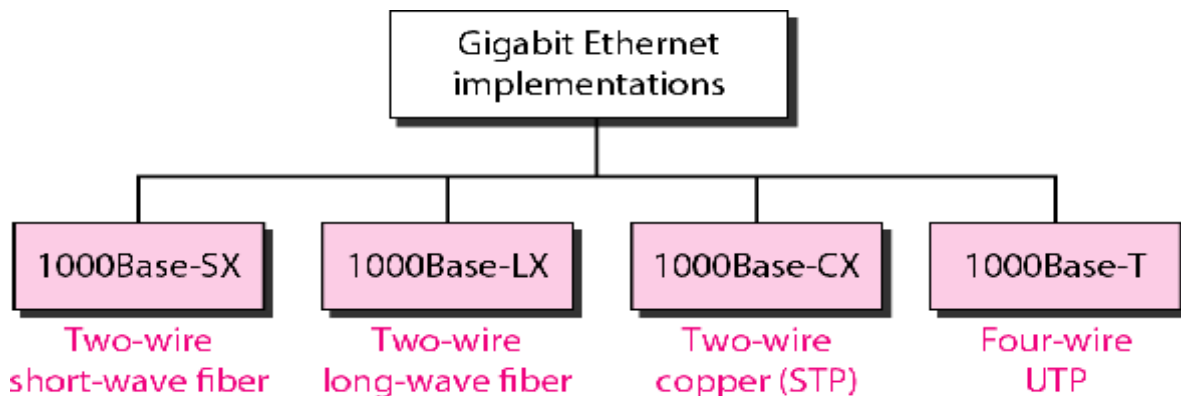 Gigabit Ethernet
implementations
1000Base-SX
1000Base-LX
1000Base-CX
1000Base-T
Two-wire
short-wave fiber
Two-wire
long-wave fiber
Two-wire
copper (STP)
Four-wire
UTP